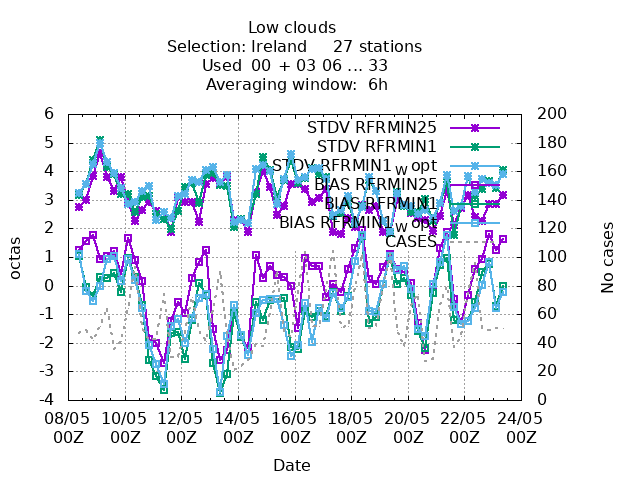 Low clouds
Selection: Ireland 27 stations
Used 00 + 03 06 ... 33
Averaging window: 6h
STDV RFRMIN25
STDV RFRMIN1
STDV RFRMIN1w opt
BIAS RFRMIN25
BIAS RFRMIN1
BIAS RFRMIN1w opt
CASES
octas
6
5
4
3
2
1
0
-1
-2
-3
-4
No cases
200
180
160
140
120
100
80
60
40
20
0
08/05 10/05 12/05 14/05 16/05 18/05 20/05 22/05 24/05
00Z 00Z 00Z 00Z 00Z 00Z 00Z 00Z 00Z
Date